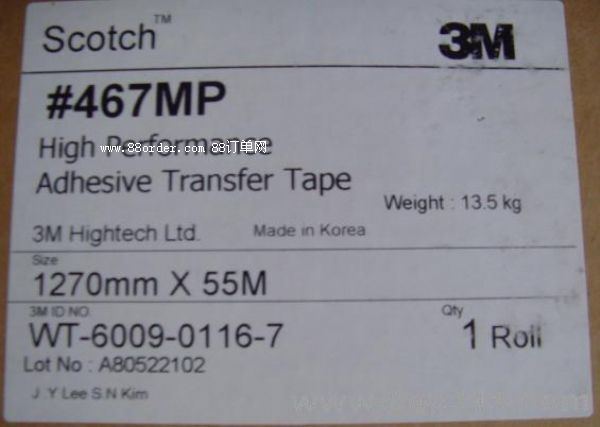 Scotch™
3M
#467MP
High Performance
www.88order.com 88订单网
Adhesive Transfer Tape
Weight : 13.5 kg
3M Hightech Ltd. Made in Korea
Size
1270mm X 55M
3M ID NO.
WT-6009-0116-7
Qty
1 Roll
Lot No : A80522102
J .Y Lee S.N Kim